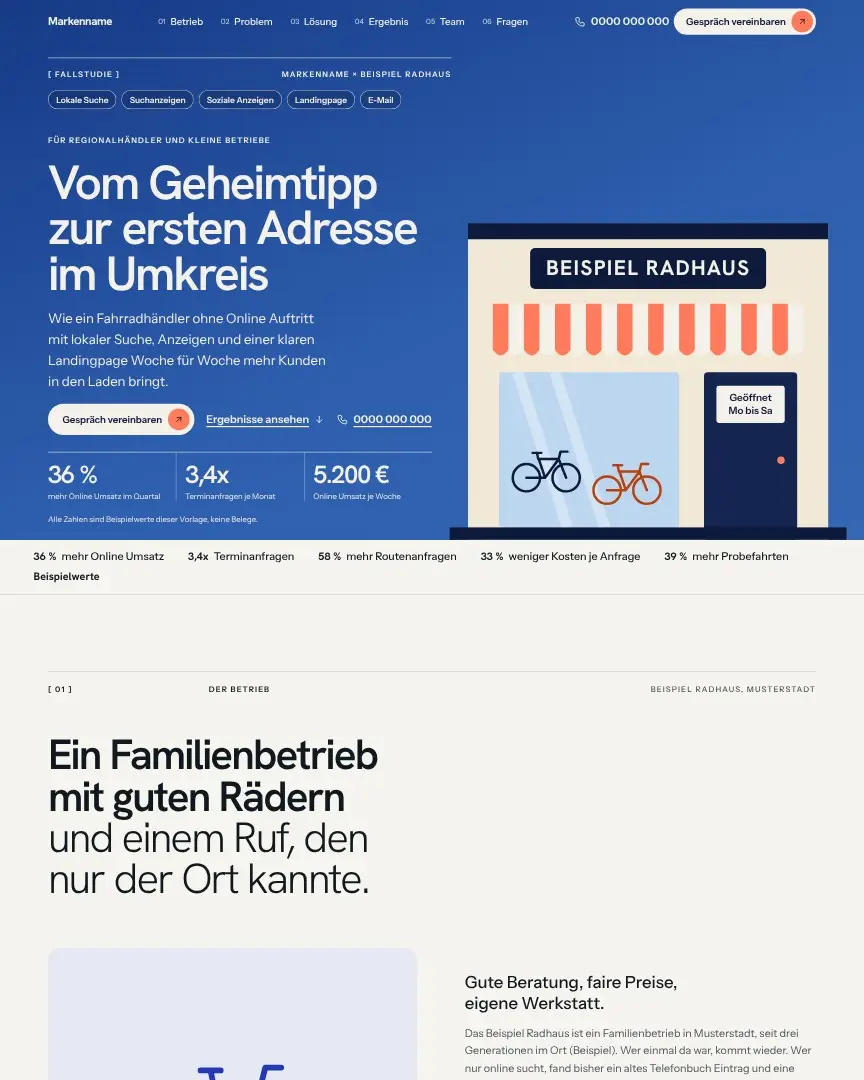 Markenname
01 Betrieb 02 Problem 03 Lösung 04 Ergebnis 05 Team 06 Fragen
0000 000 000
Gespräch vereinbaren
[ FALLSTUDIE ]
MARKENNAME × BEISPIEL RADHAUS
Lokale Suche Suchanzeigen Soziale Anzeigen Landingpage E-Mail
FÜR REGIONALHÄNDLER UND KLEINE BETRIEBE
Vom Geheimtipp
zur ersten Adresse
im Umkreis
Wie ein Fahrradhändler ohne Online Auftritt
mit lokaler Suche, Anzeigen und einer klaren
Landingpage Woche für Woche mehr Kunden
in den Laden bringt.
Gespräch vereinbaren Ergebnisse ansehen ↓ 0000 000 000
36 % 3,4x 5.200 €
mehr Online Umsatz im Quartal Terminanfragen je Monat Online Umsatz je Woche
Alle Zahlen sind Beispielwerte dieser Vorlage, keine Belege.
BEISPIEL RADHAUS
Geöffnet
Mo bis Sa
36 % mehr Online Umsatz 3,4x Terminanfragen 58 % mehr Routenanfragen 33 % weniger Kosten je Anfrage 39 % mehr Probefahrten
Beispielwerte
[ 01 ] DER BETRIEB BEISPIEL RADHAUS, MUSTERSTADT
Ein Familienbetrieb
mit guten Rädern
und einem Ruf, den
nur der Ort kannte.
Gute Beratung, faire Preise,
eigene Werkstatt.
Das Beispiel Radhaus ist ein Familienbetrieb in Musterstadt, seit drei
Generationen im Ort (Beispiel). Wer einmal da war, kommt wieder. Wer
nur online sucht, fand bisher ein altes Telefonbuch Eintrag und eine